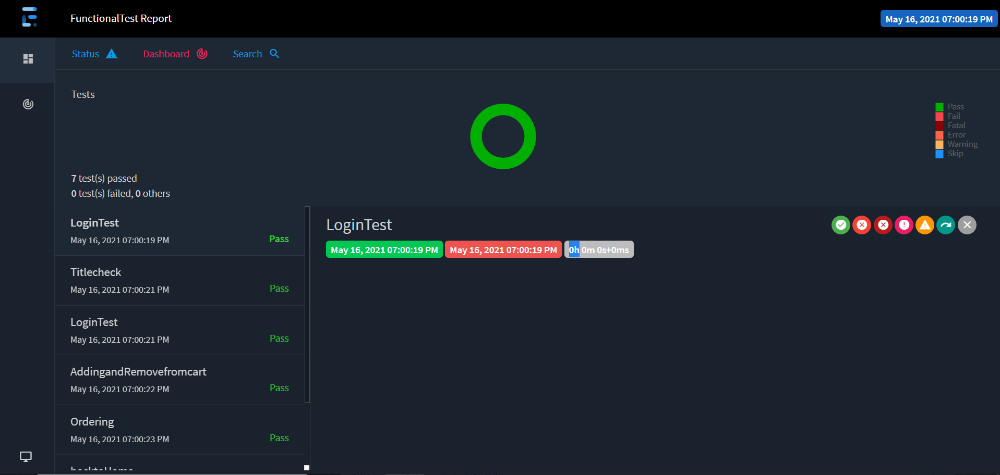 FunctionalTest Report
May 16, 2021 07:00:19 PM
Status
Dashboard
Search
Tests
Pass
Fail
Fatal
Error
Warning
Skip
7 test(s) passed
0 test(s) failed, 0 others
LoginTest
May 16, 2021 07:00:19 PM
Pass
Titlecheck
May 16, 2021 07:00:21 PM
Pass
LoginTest
May 16, 2021 07:00:21 PM
Pass
AddingandRemovefromcart
May 16, 2021 07:00:22 PM
Pass
Ordering
May 16, 2021 07:00:23 PM
Pass
backtoHome
LoginTest
May 16, 2021 07:00:19 PM May 16, 2021 07:00:19 PM 0h 0m 0s+0ms